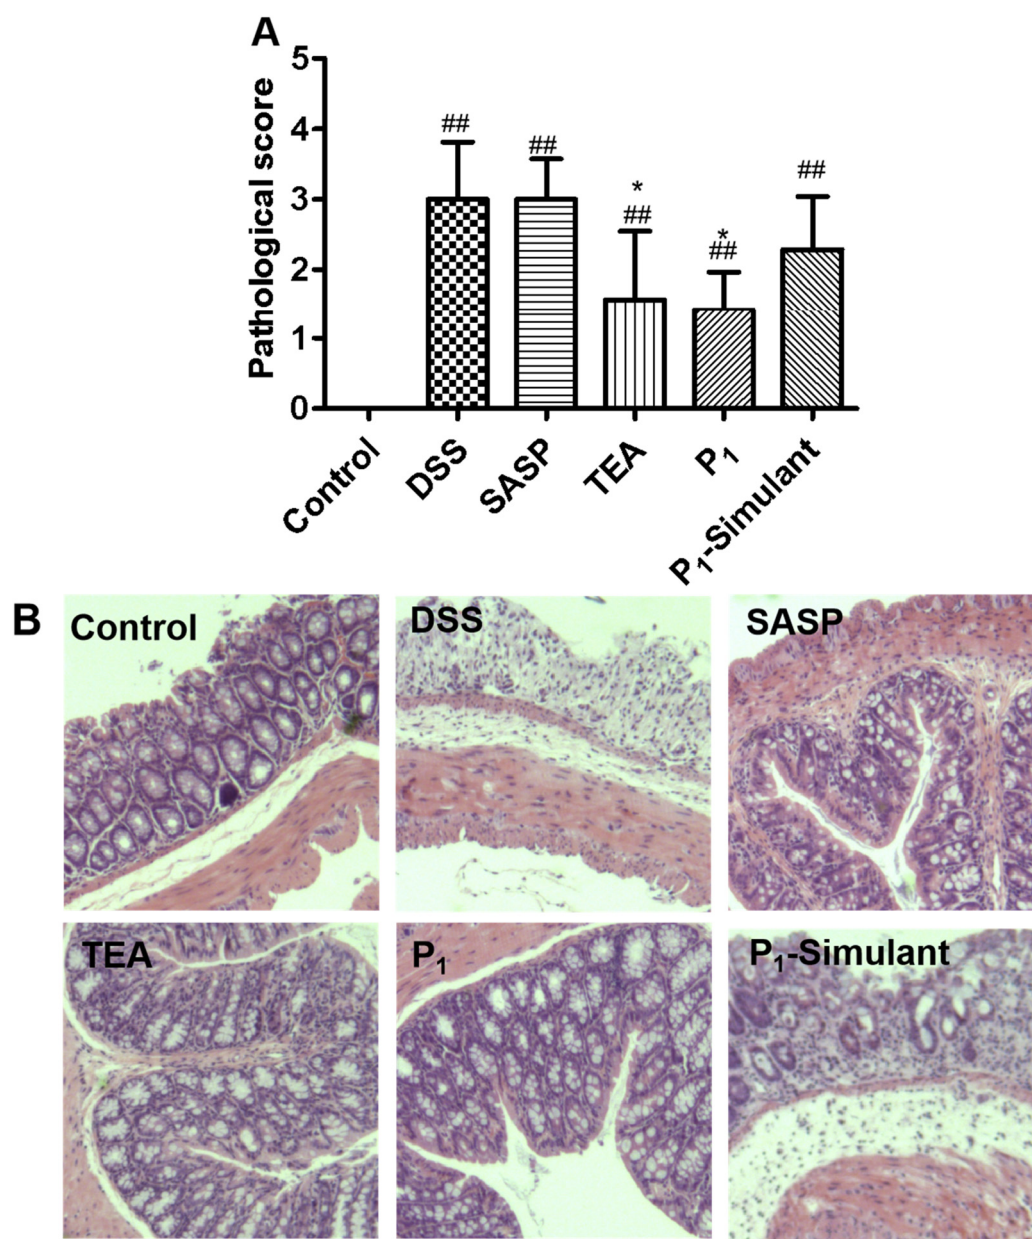 A
Pathological score
5
4
3
2
1
0
##
##
*
##
*
##
##
Control
DSS
SASP
TEA
P₁
P₁-Simulant
B
Control
DSS
SASP
TEA
P₁
P₁-Simulant